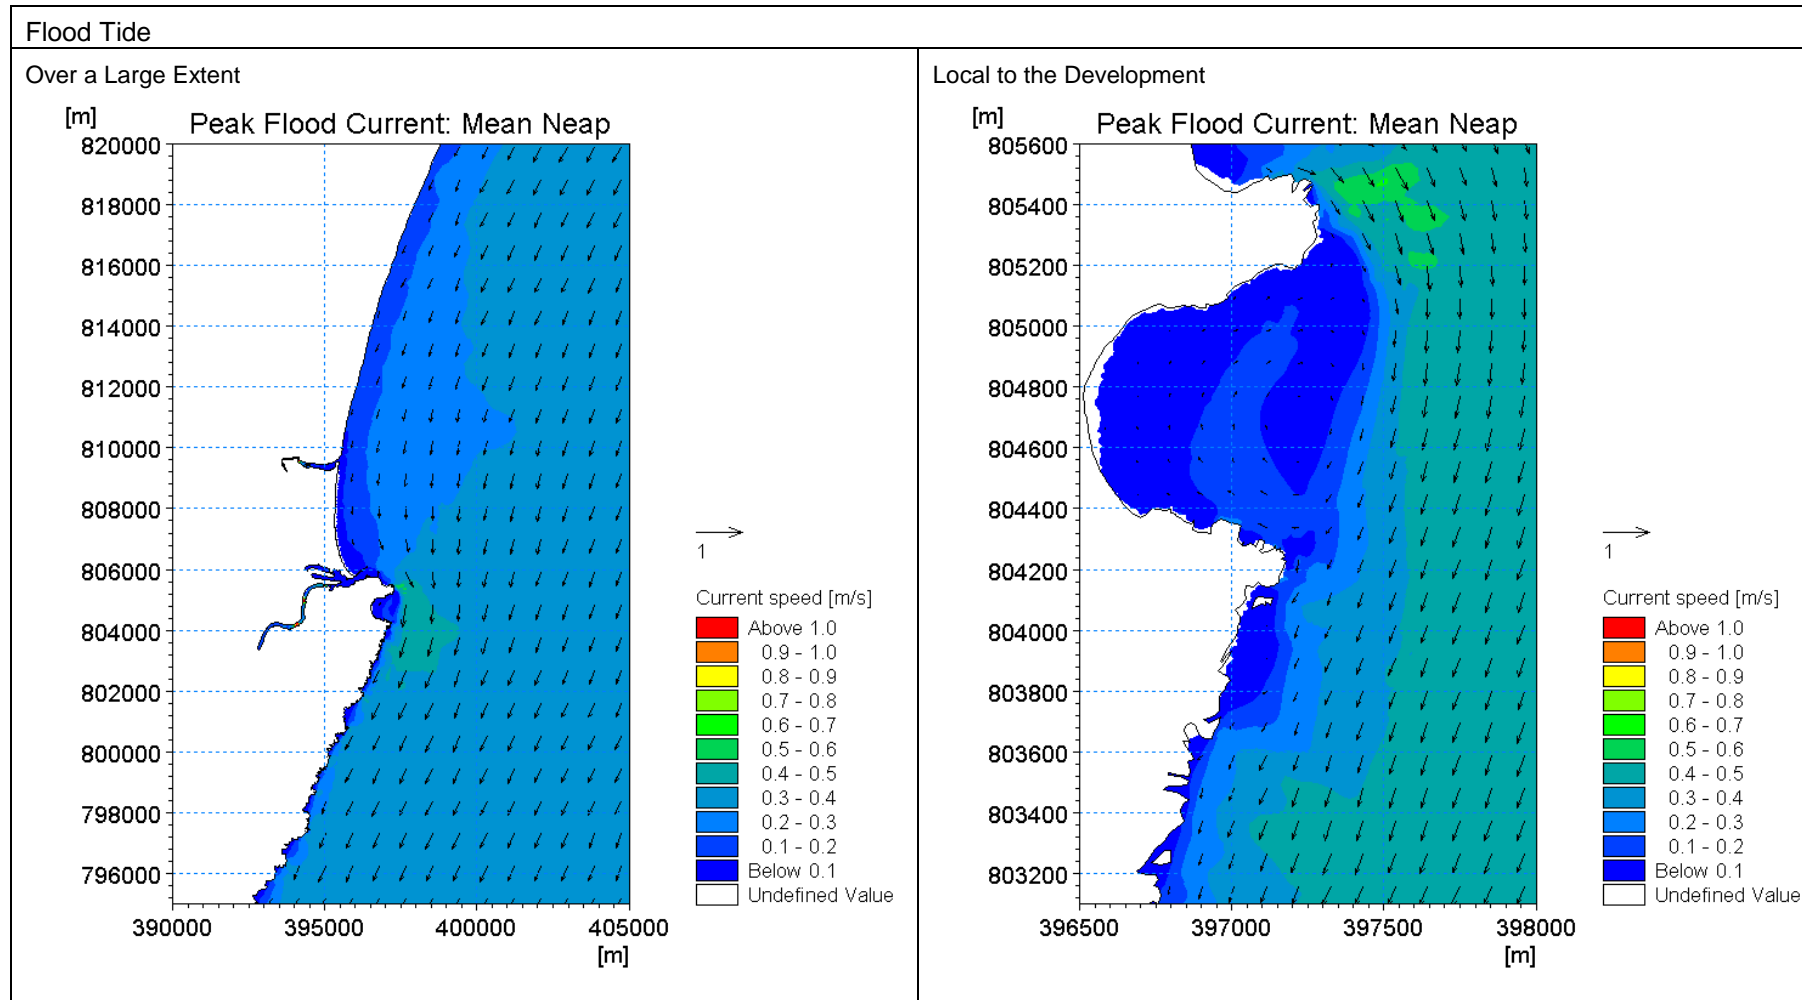 Flood Tide
Over a Large Extent
[m]
Peak Flood Current: Mean Neap
820000
818000
816000
814000
812000
810000
808000
806000
804000
802000
800000
798000
796000
390000 395000 400000 405000
[m]
1
Current speed [m/s]
Above 1.0
0.9 - 1.0
0.8 - 0.9
0.7 - 0.8
0.6 - 0.7
0.5 - 0.6
0.4 - 0.5
0.3 - 0.4
0.2 - 0.3
0.1 - 0.2
Below 0.1
Undefined Value
Local to the Development
[m]
Peak Flood Current: Mean Neap
805600
805400
805200
805000
804800
804600
804400
804200
804000
803800
803600
803400
803200
396500 397000 397500 398000
[m]
1
Current speed [m/s]
Above 1.0
0.9 - 1.0
0.8 - 0.9
0.7 - 0.8
0.6 - 0.7
0.5 - 0.6
0.4 - 0.5
0.3 - 0.4
0.2 - 0.3
0.1 - 0.2
Below 0.1
Undefined Value